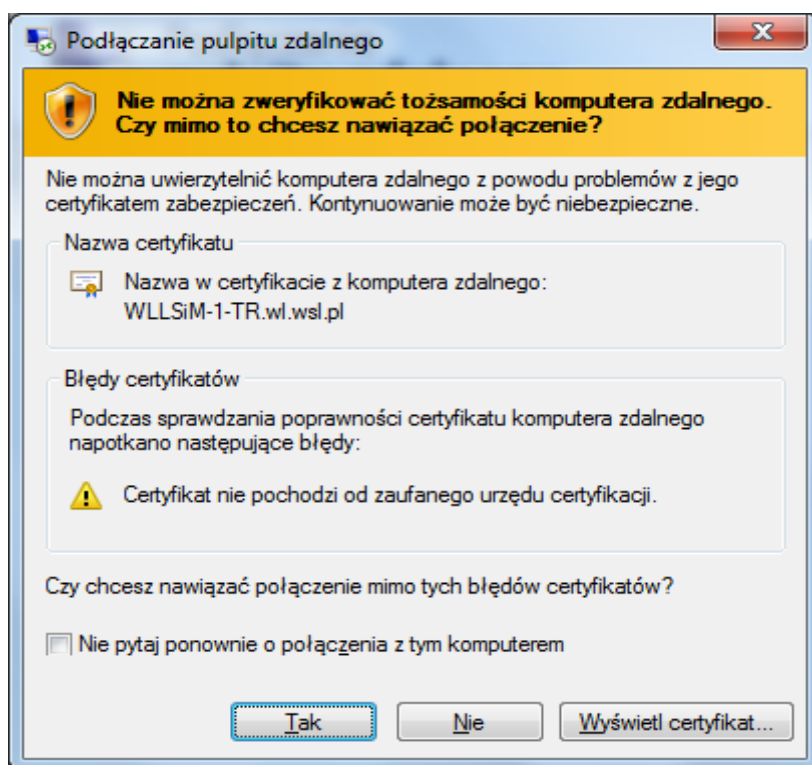 Podłączanie pulpitu zdalnego
Nie można zweryfikować tożsamości komputera zdalnego.
Czy mimo to chcesz nawiązać połączenie?
Nie można uwierzytelnić komputera zdalnego z powodu problemów z jego
certyfikatem zabezpieczeń. Kontynuowanie może być niebezpieczne.
Nazwa certyfikatu
Nazwa w certyfikacie z komputera zdalnego:
WLLSiM-1-TR.wl.wsl.pl
Błędy certyfikatów
Podczas sprawdzania poprawności certyfikatu komputera zdalnego
napotkano następujące błędy:
Certyfikat nie pochodzi od zaufanego urzędu certyfikacji.
Czy chcesz nawiązać połączenie mimo tych błędów certyfikatów?
Nie pytaj ponownie o połączenia z tym komputerem
Tak
Nie
Wyświetl certyfikat...